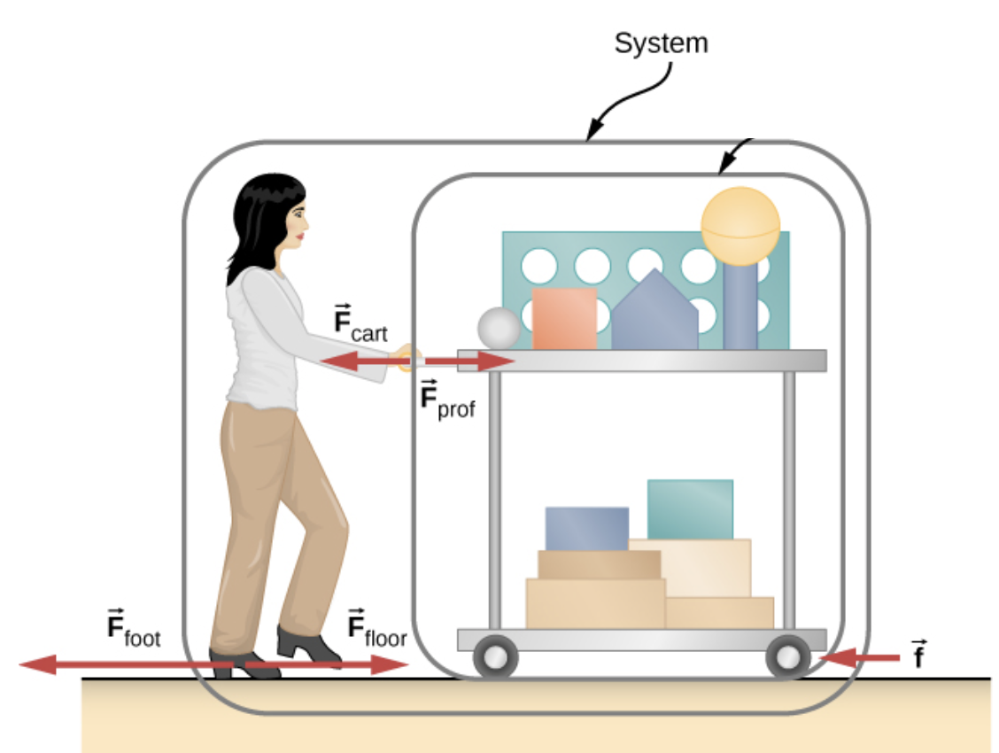 System
F⃗cart
F⃗prof
F⃗foot
F⃗floor
f⃗